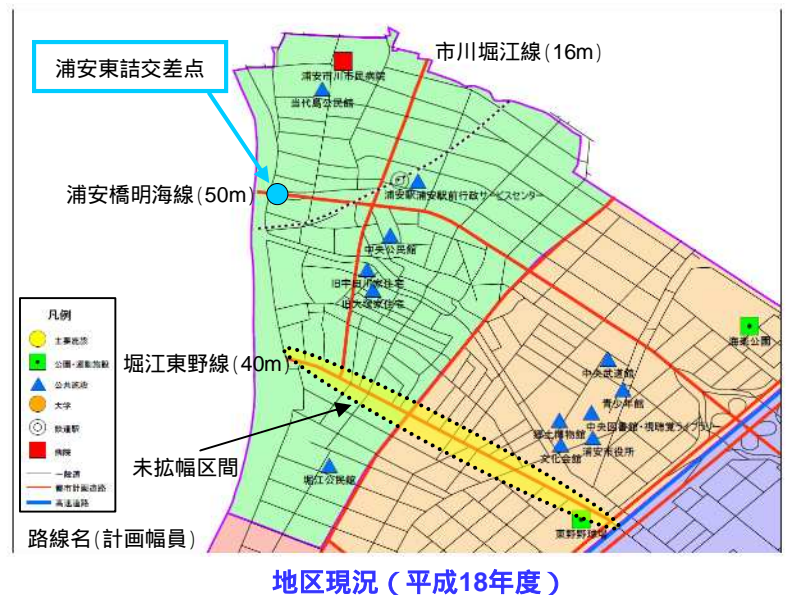 市川堀江線(16m)
浦安東詰交差点
浦安市川市民病院
当代島公民館
浦安橋明海線(50m)
浦安駅浦安駅前行政サービスセンター
中央公民館
旧宇田川家住宅
旧大塚家住宅
凡例
主要施設
公園・運動施設
公共施設
大学
鉄道駅
病院
一般道
都市計画道路
高速道路
堀江東野線(40m)
海楽公園
中央武道館
青少年館
中央図書館・視聴覚ライブラリー
郷土博物館
浦安市役所
文化会館
未拡幅区間
堀江公民館
東野野球場
路線名(計画幅員)
地区現況(平成18年度)